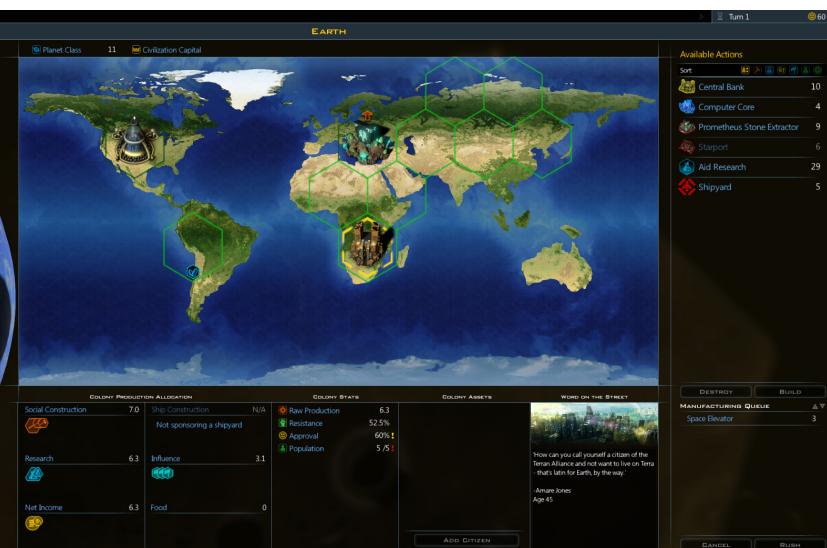 Turn 1
60
EARTH
Planet Class 11 Civilization Capital
Available Actions
Sort
Central Bank 10
Computer Core 4
Prometheus Stone Extractor 9
Starport 6
Aid Research 29
Shipyard 5
DESTROY BUILD
COLONY PRODUCTION ALLOCATION
Social Construction 7.0
Ship Construction N/A
Not sponsoring a shipyard
Research 6.3
Influence 3.1
Net Income 6.3
Food 0
COLONY STATS
Raw Production 6.3
Resistance 52.5%
Approval 60%!
Population 5 /5!
COLONY ASSETS
ADD CITIZEN
WORD ON THE STREET
'How can you call yourself a citizen of the
Terran Alliance and not want to live on Terra
- that's latin for Earth, by the way.'
-Amare Jones
Age 45
MANUFACTURING QUEUE
Space Elevator 3
CANCEL RUSH